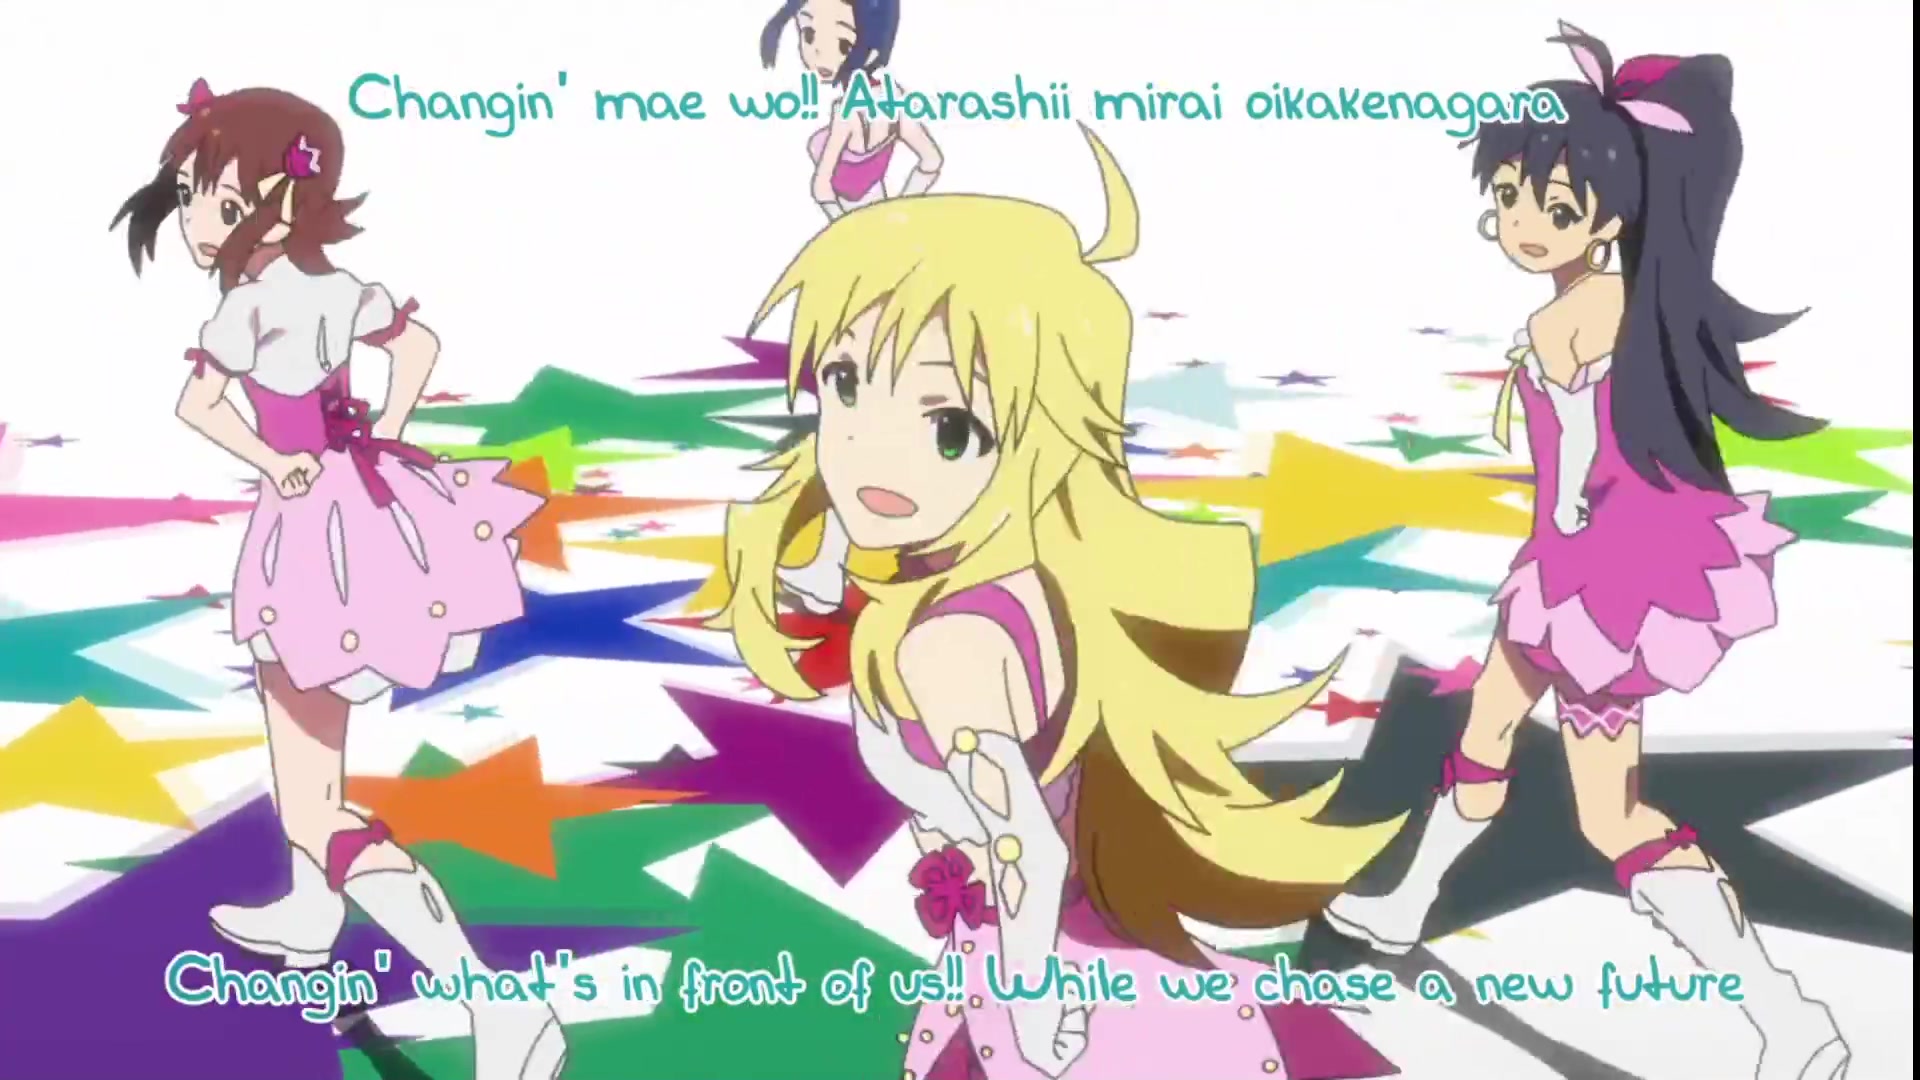 Changin' mae wo!! Atarashii mirai oikakenagara
Changin' what's in front of us!! While we chase a new future